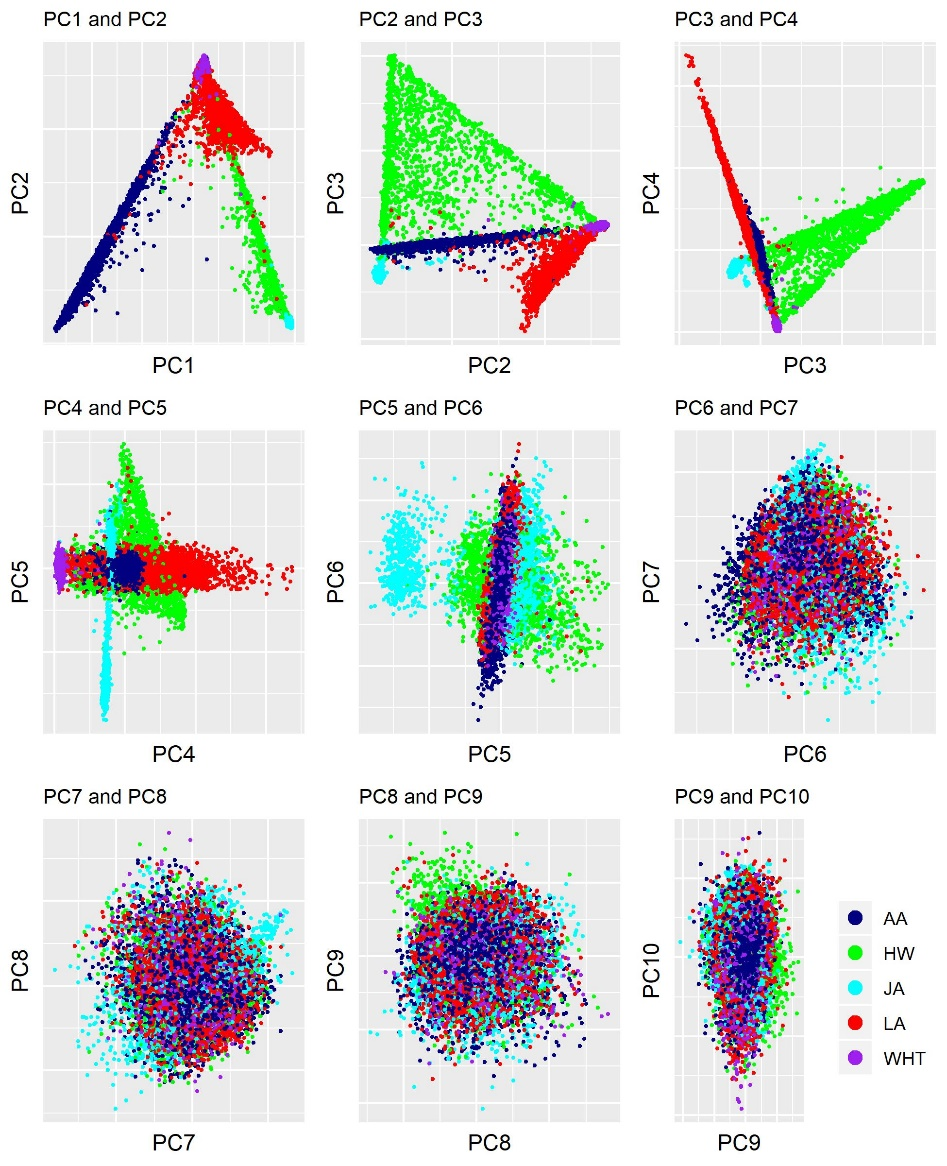 PC1 and PC2
PC2 and PC3
PC3 and PC4
PC2
PC3
PC4
PC1
PC2
PC3
PC4 and PC5
PC5 and PC6
PC6 and PC7
PC5
PC6
PC7
PC4
PC5
PC6
PC7 and PC8
PC8 and PC9
PC9 and PC10
PC8
PC9
PC10
PC7
PC8
PC9
AA
HW
JA
LA
WHT